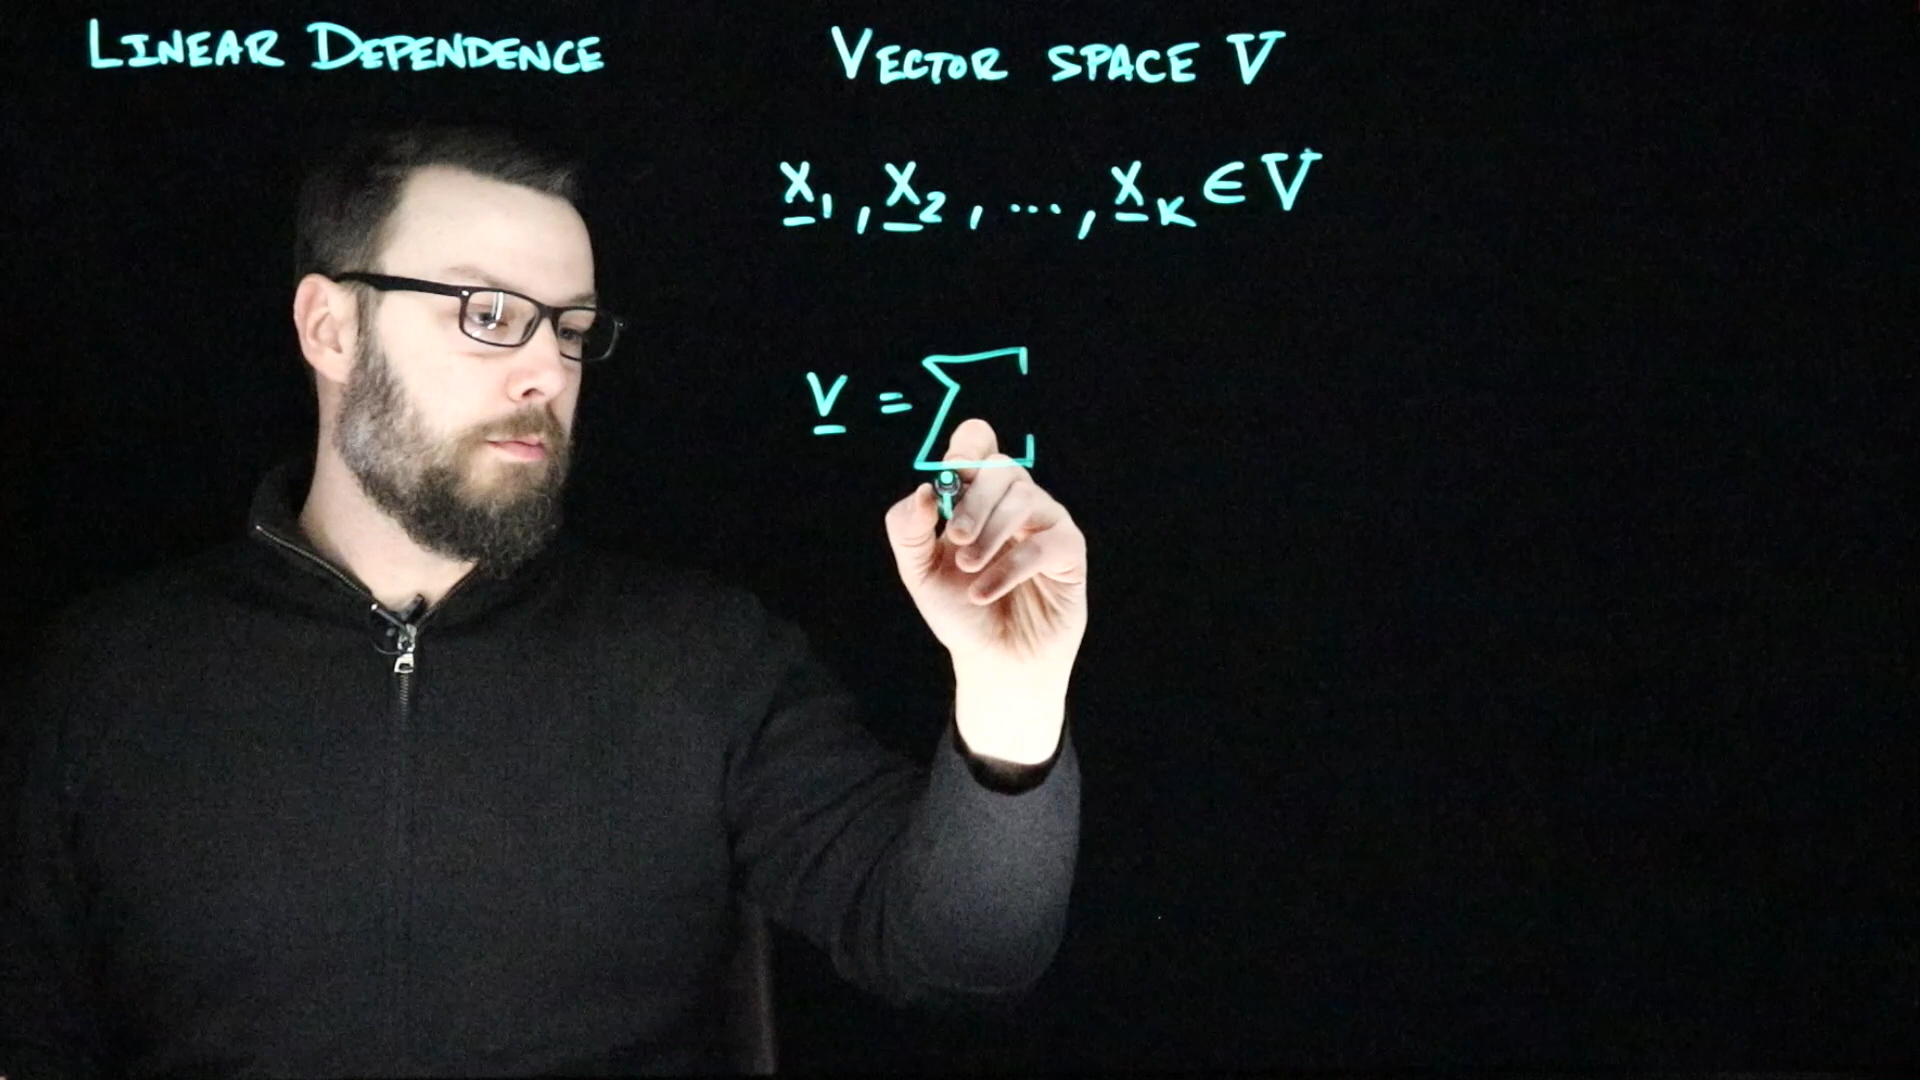 LINEAR DEPENDENCE
VECTOR SPACE V
x₁, x₂, ..., xₖ ∈ V
v = Σ